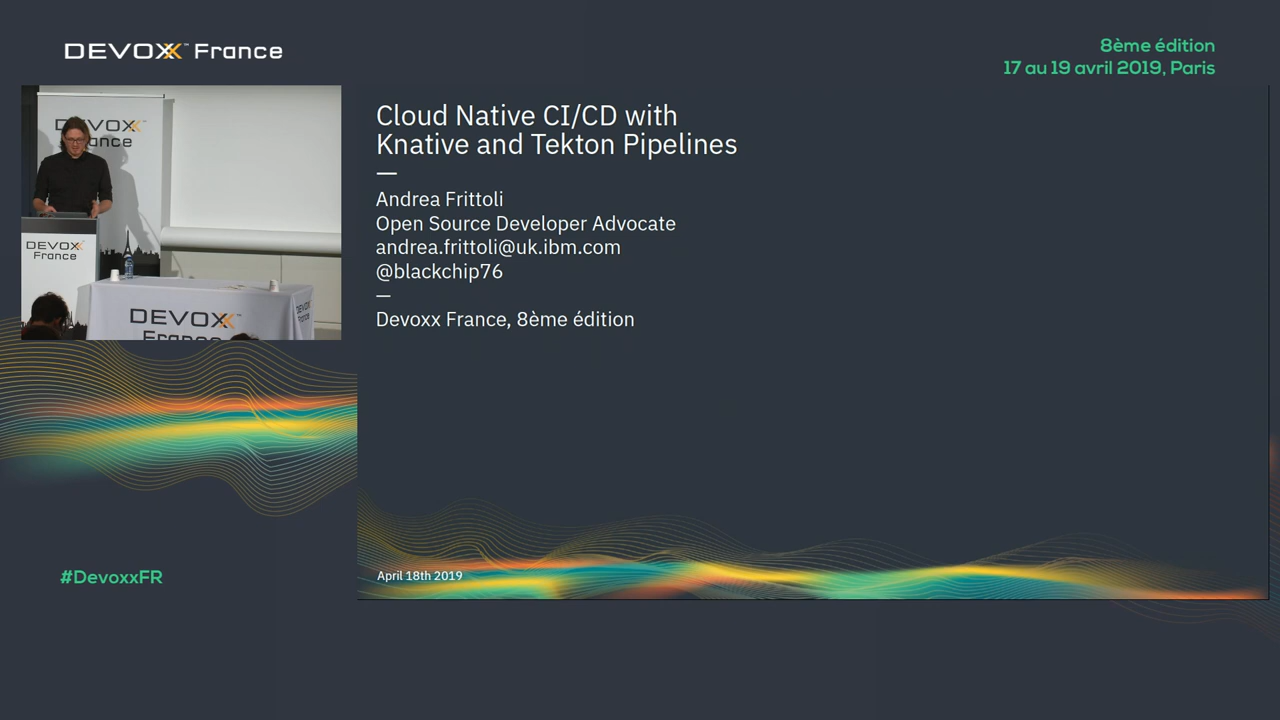 DEVOXX™ France
8ème édition
17 au 19 avril 2019, Paris
DEVOXX
France
DEVOXX
France
DEVOXX
France
Cloud Native CI/CD with
Knative and Tekton Pipelines
—
Andrea Frittoli
Open Source Developer Advocate
andrea.frittoli@uk.ibm.com
@blackchip76
—
Devoxx France, 8ème édition
April 18th 2019
#DevoxxFR